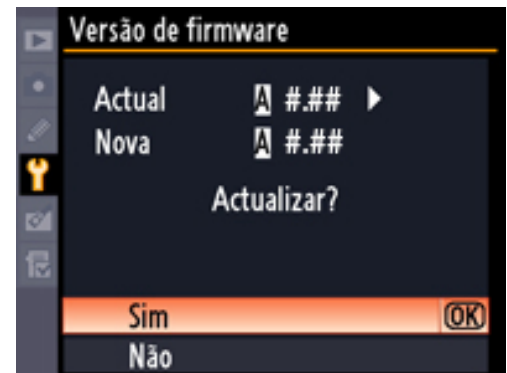 Versão de firmware
Actual A #.##
Nova A #.##
Actualizar?
Sim OK
Não